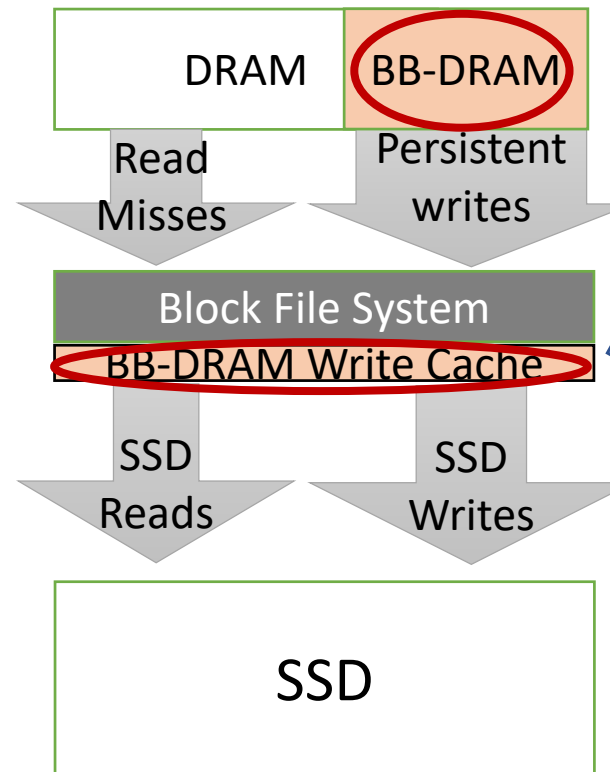 DRAM
BB-DRAM
Read
Misses
Persistent
writes
Block File System
BB-DRAM Write Cache
SSD
Reads
SSD
Writes
SSD